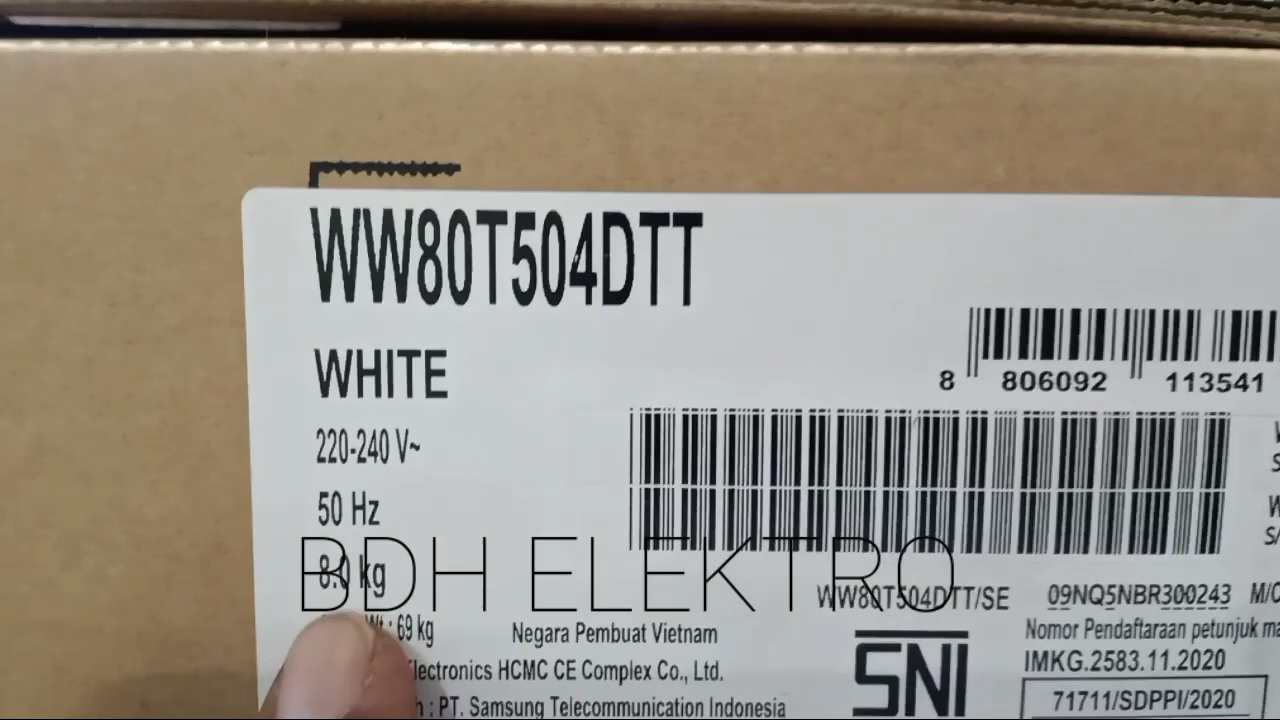 WW80T504DTT
WHITE
220-240 V~
50 Hz
8.0 kg
8 806092 113541
BDH ELEKTRO
WW80T504DTT/SE
09NQ5NBR300243
Wt : 69 kg
Negara Pembuat Vietnam
Electronics HCMC CE Complex Co., Ltd.
: PT. Samsung Telecommunication Indonesia
SNI
Nomor Pendaftaraan petunjuk
IMKG.2583.11.2020
71711/SDPPI/2020